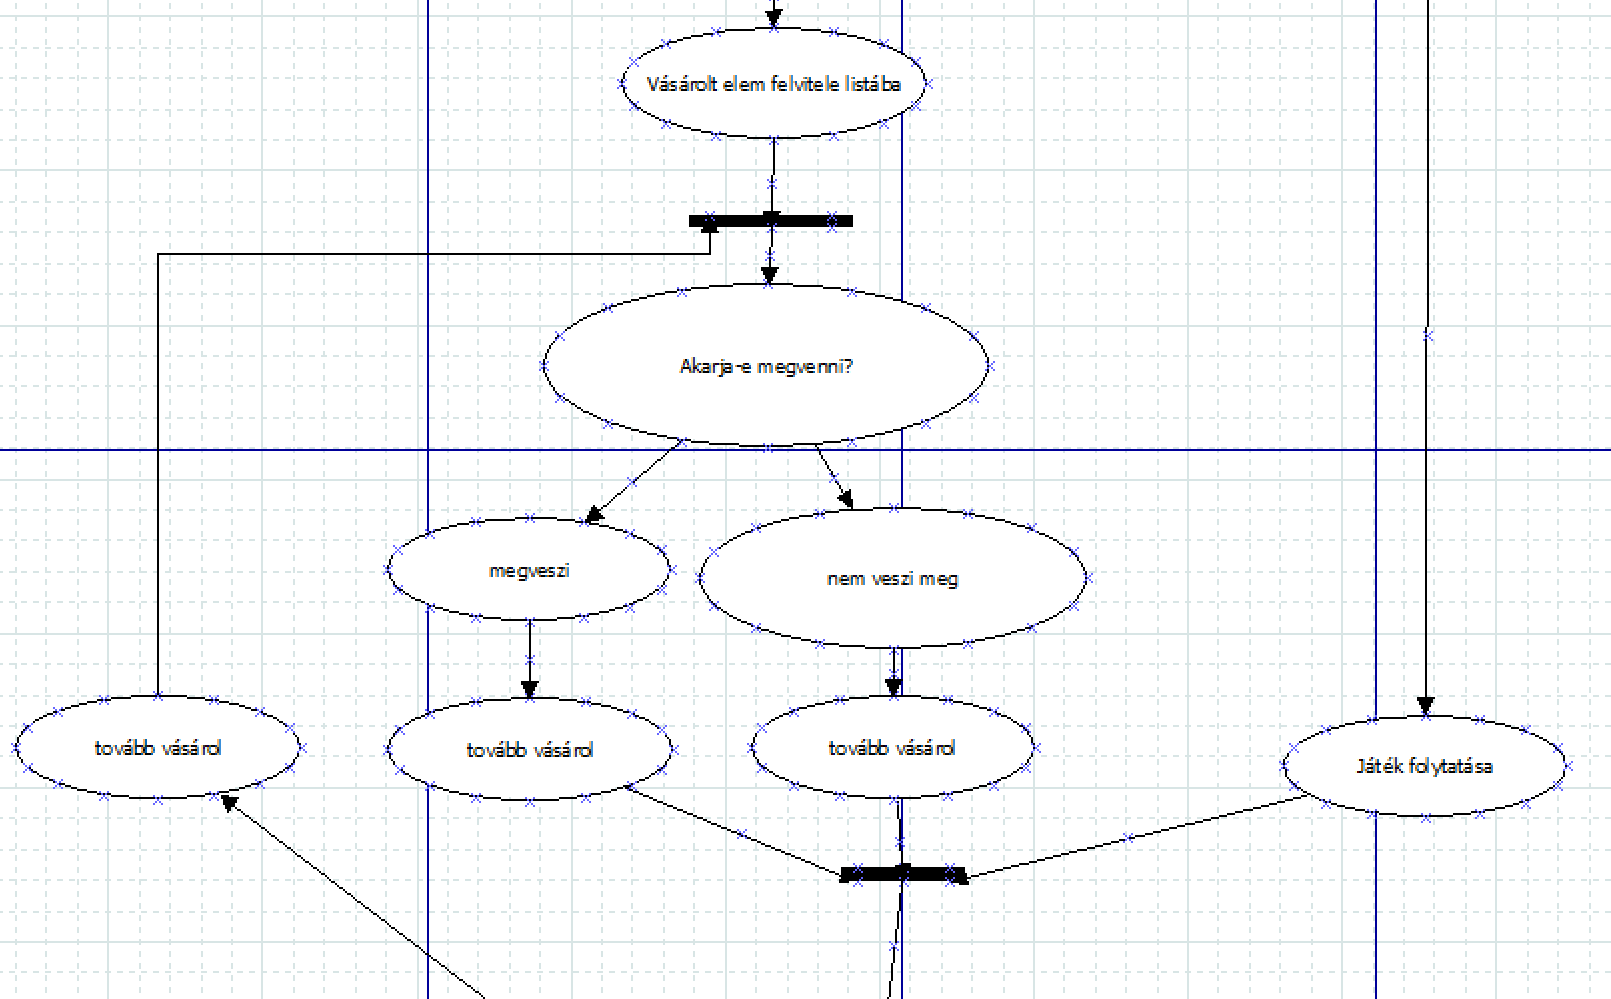 Vásárolt elem felvitele listába
Akarja-e megvenni?
megveszi
nem veszi meg
tovább vásárol
tovább vásárol
tovább vásárol
Játék folytatása